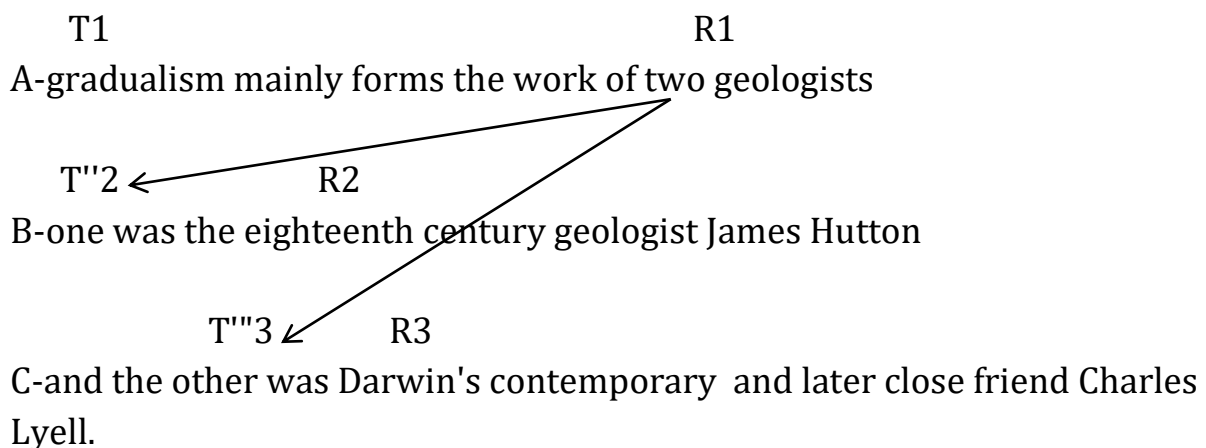 T1 R1
A-gradualism mainly forms the work of two geologists
T''2 R2
B-one was the eighteenth century geologist James Hutton
T'"3 R3
C-and the other was Darwin's contemporary and later close friend Charles
Lyell.